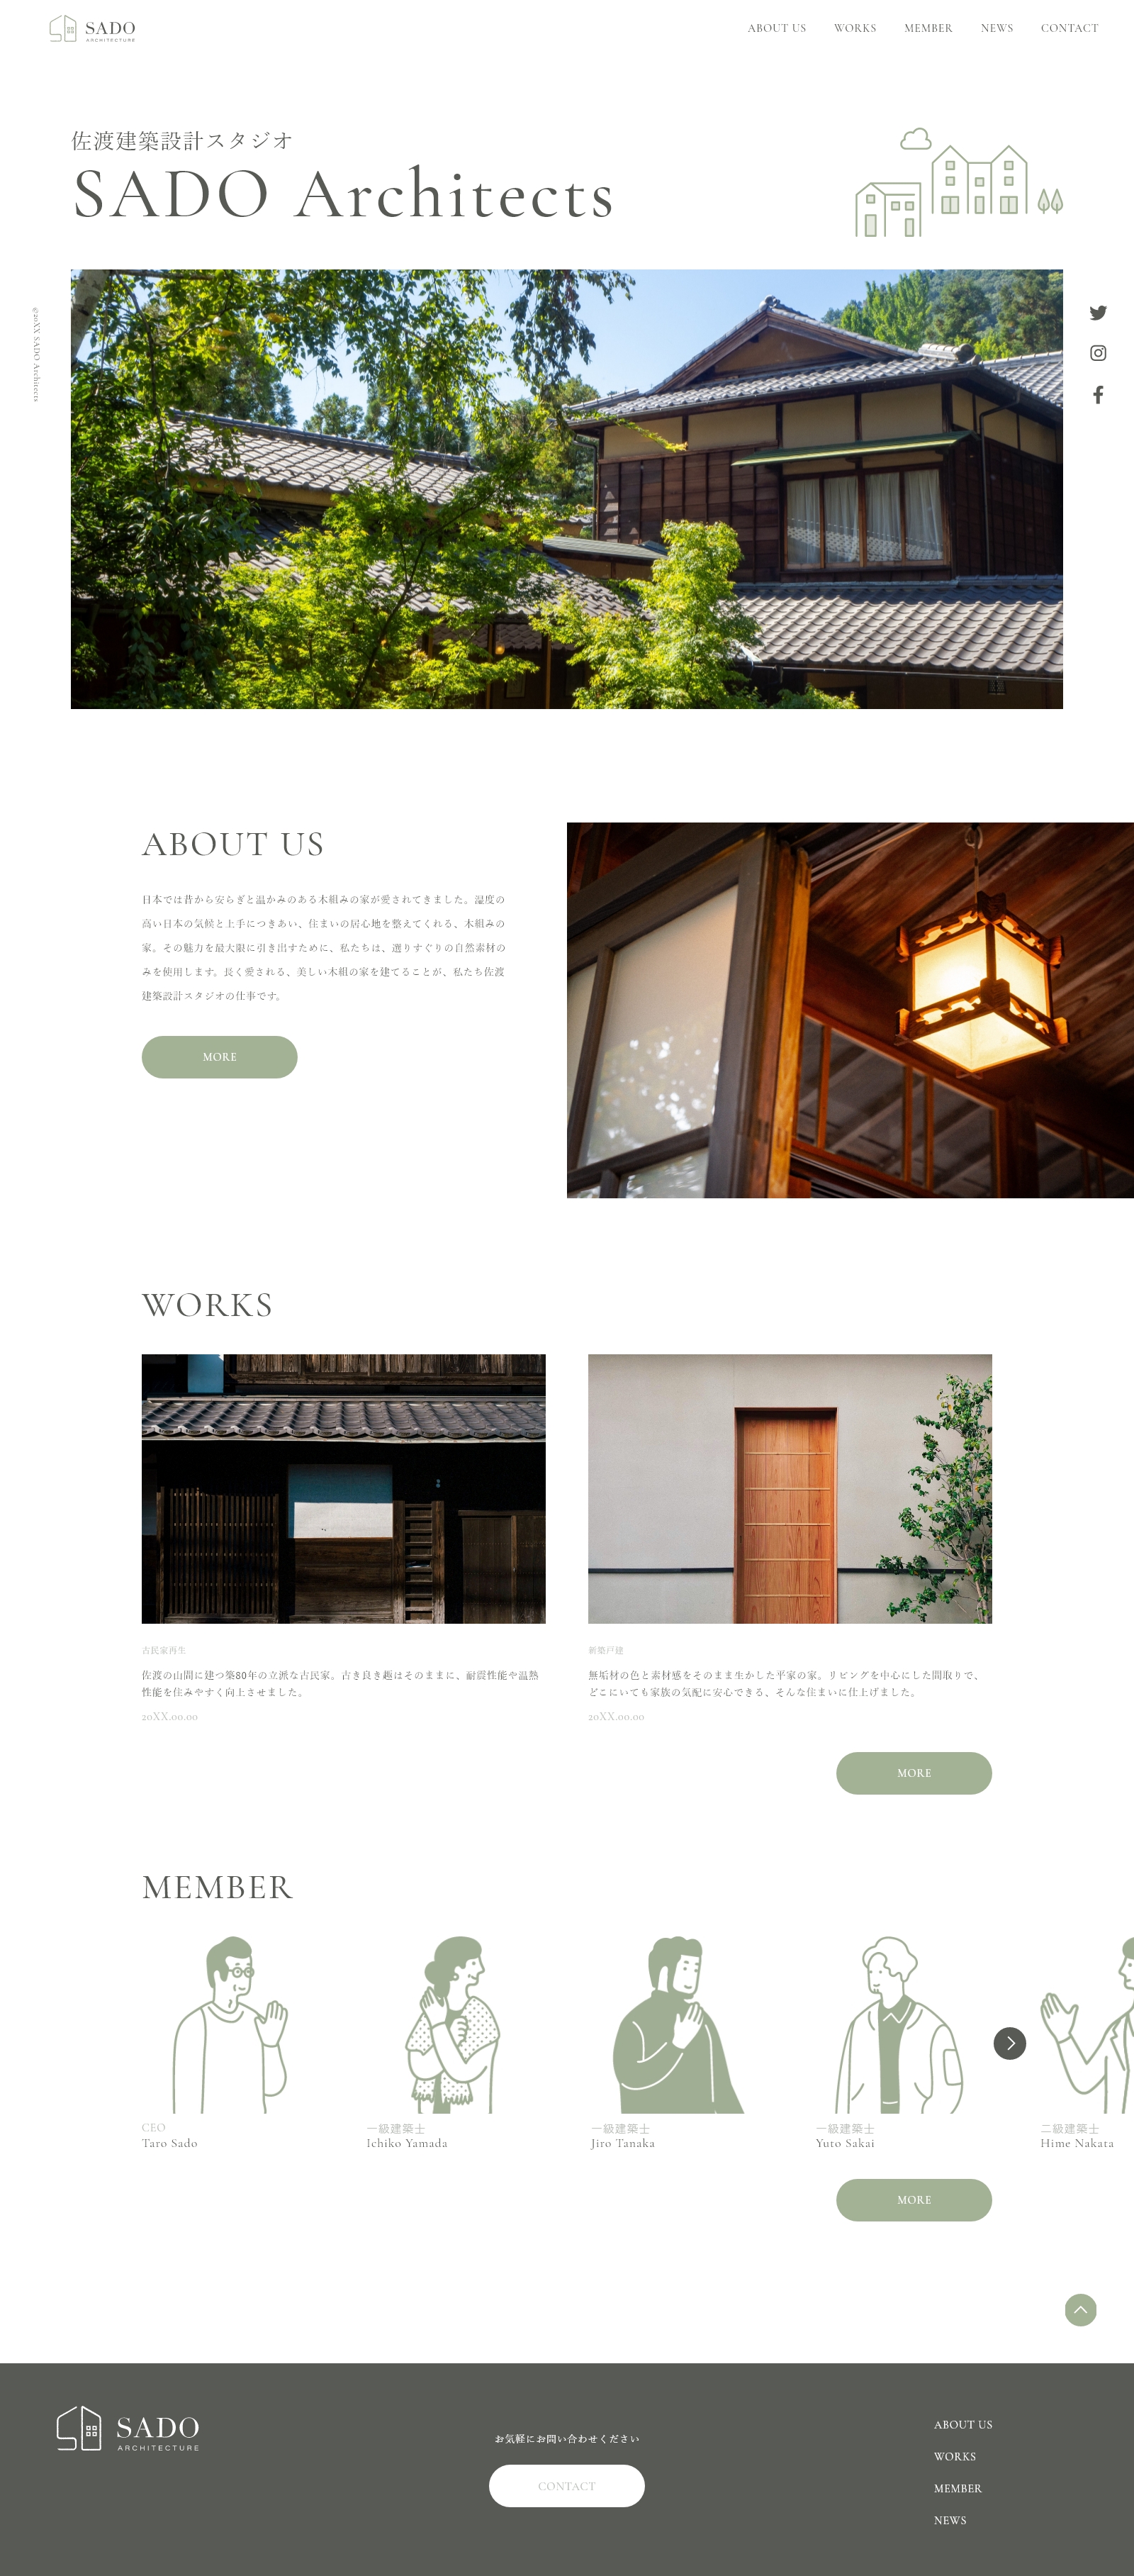 SADO
ARCHITECTURE
ABOUT US
WORKS
MEMBER
NEWS
CONTACT
佐渡建築設計スタジオ
SADO Architects
©20XX SADO Architects
ABOUT US
日本では昔から安らぎと温かみのある木組みの家が愛されてきました。湿度の
高い日本の気候と上手につきあい、住まいの居心地を整えてくれる、木組みの
家。その魅力を最大限に引き出すために、私たちは、選りすぐりの自然素材の
みを使用します。長く愛される、美しい木組の家を建てることが、私たち佐渡
建築設計スタジオの仕事です。
MORE
WORKS
古民家再生
佐渡の山間に建つ築80年の立派な古民家。古き良き趣はそのままに、耐震性能や温熱
性能を住みやすく向上させました。
20XX.00.00
新築戸建
無垢材の色と素材感をそのまま生かした平家の家。リビングを中心にした間取りで、
どこにいても家族の気配に安心できる、そんな住まいに仕上げました。
20XX.00.00
MORE
MEMBER
CEO
Taro Sado
一級建築士
Ichiko Yamada
一級建築士
Jiro Tanaka
一級建築士
Yuto Sakai
二級建築士
Hime Nakata
MORE
SADO
ARCHITECTURE
お気軽にお問い合わせください
CONTACT
ABOUT US
WORKS
MEMBER
NEWS